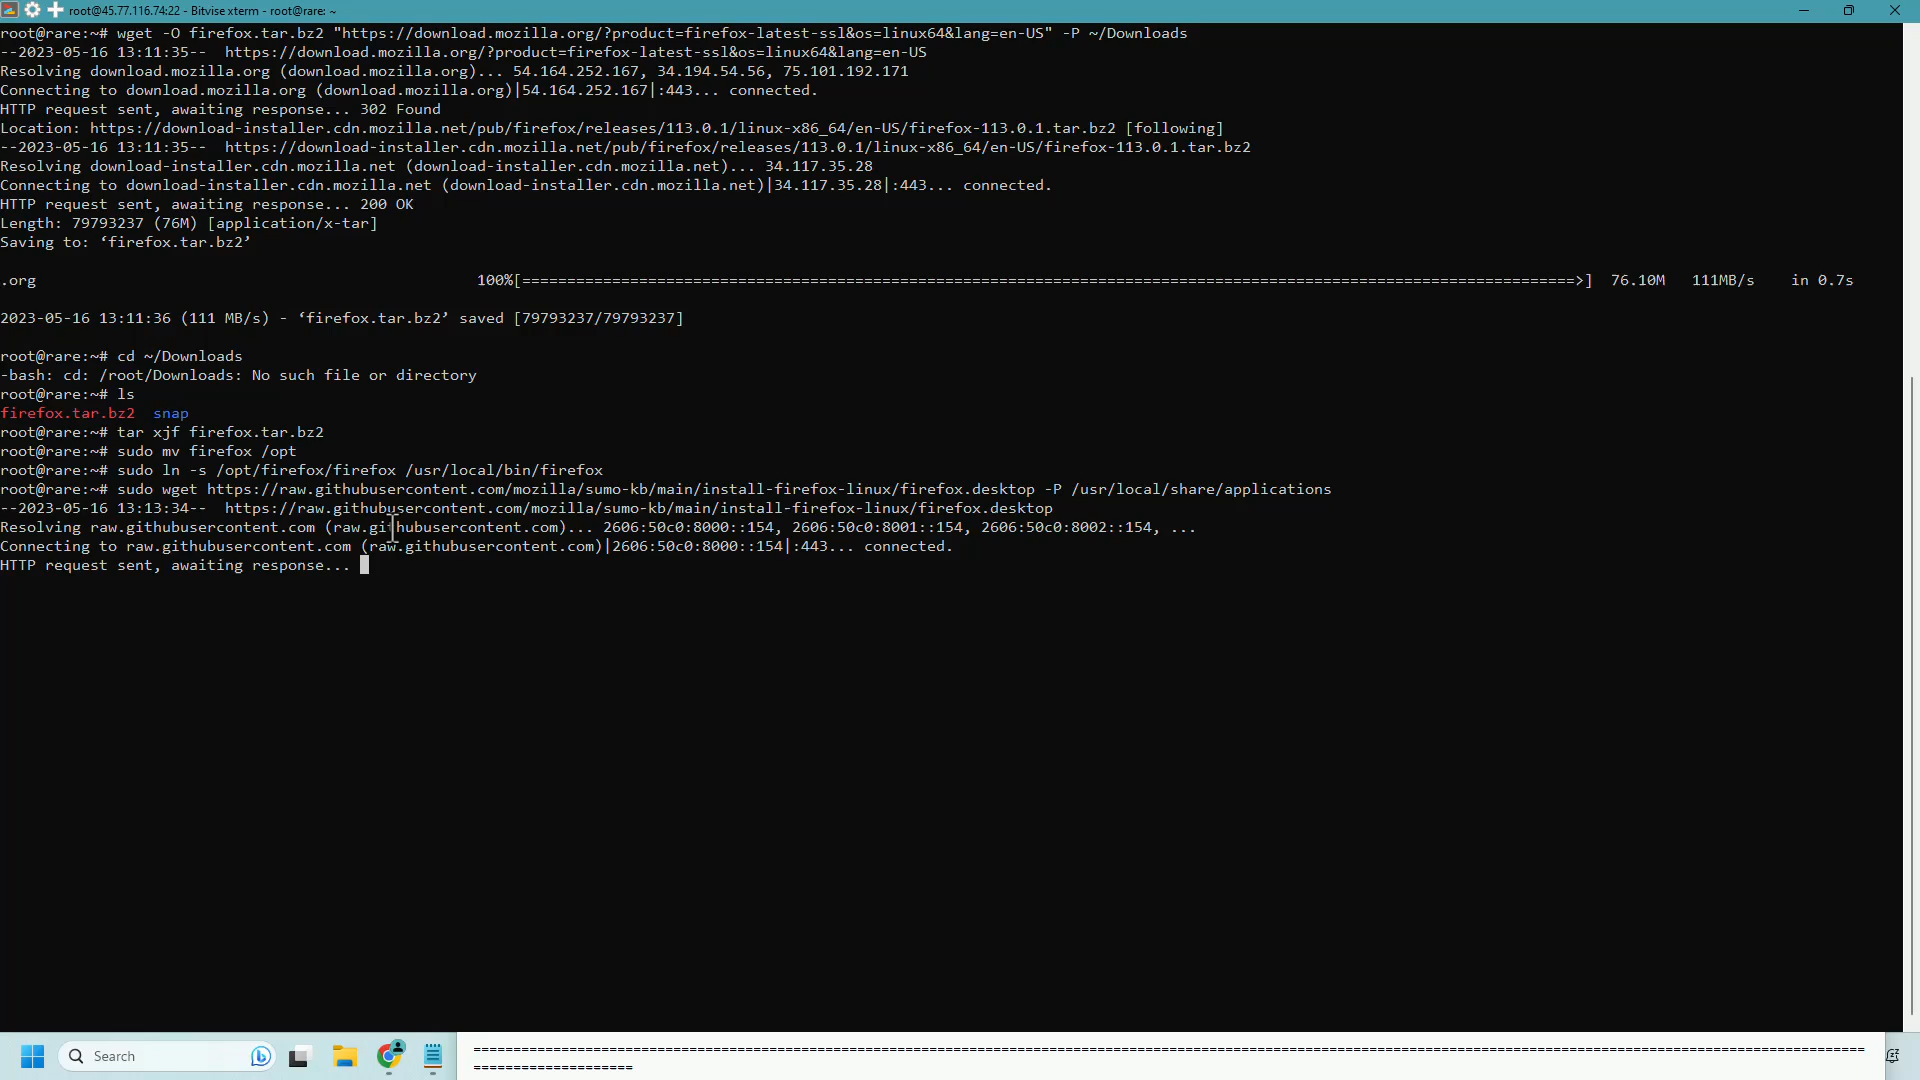 root@45.77.116.74:22 - Bitvise xterm - root@rare: ~
root@rare:~# wget -O firefox.tar.bz2 "https://download.mozilla.org/?product=firefox-latest-ssl&os=linux64&lang=en-US" -P ~/Downloads
--2023-05-16 13:11:35--  https://download.mozilla.org/?product=firefox-latest-ssl&os=linux64&lang=en-US
Resolving download.mozilla.org (download.mozilla.org)... 54.164.252.167, 34.194.54.56, 75.101.192.171
Connecting to download.mozilla.org (download.mozilla.org)|54.164.252.167|:443... connected.
HTTP request sent, awaiting response... 302 Found
Location: https://download-installer.cdn.mozilla.net/pub/firefox/releases/113.0.1/linux-x86_64/en-US/firefox-113.0.1.tar.bz2 [following]
--2023-05-16 13:11:35--  https://download-installer.cdn.mozilla.net/pub/firefox/releases/113.0.1/linux-x86_64/en-US/firefox-113.0.1.tar.bz2
Resolving download-installer.cdn.mozilla.net (download-installer.cdn.mozilla.net)... 34.117.35.28
Connecting to download-installer.cdn.mozilla.net (download-installer.cdn.mozilla.net)|34.117.35.28|:443... connected.
HTTP request sent, awaiting response... 200 OK
Length: 79793237 (76M) [application/x-tar]
Saving to: ‘firefox.tar.bz2’
.org 100%[=====================================================================================================================>] 76.10M 111MB/s in 0.7s
2023-05-16 13:11:36 (111 MB/s) - ‘firefox.tar.bz2’ saved [79793237/79793237]
root@rare:~# cd ~/Downloads
-bash: cd: /root/Downloads: No such file or directory
root@rare:~# ls
firefox.tar.bz2  snap
root@rare:~# tar xjf firefox.tar.bz2
root@rare:~# sudo mv firefox /opt
root@rare:~# sudo ln -s /opt/firefox/firefox /usr/local/bin/firefox
root@rare:~# sudo wget https://raw.githubusercontent.com/mozilla/sumo-kb/main/install-firefox-linux/firefox.desktop -P /usr/local/share/applications
--2023-05-16 13:13:34--  https://raw.githubusercontent.com/mozilla/sumo-kb/main/install-firefox-linux/firefox.desktop
Resolving raw.githubusercontent.com (raw.githubusercontent.com)... 2606:50c0:8000::154, 2606:50c0:8001::154, 2606:50c0:8002::154, ...
Connecting to raw.githubusercontent.com (raw.githubusercontent.com)|2606:50c0:8000::154|:443... connected.
HTTP request sent, awaiting response...
Search